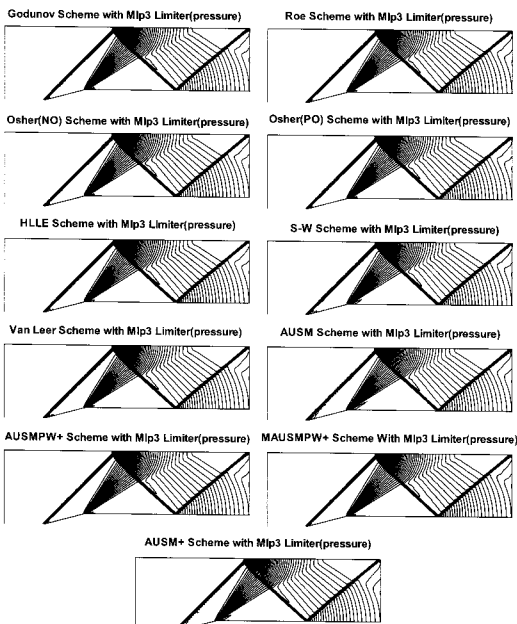 Godunov Scheme with Mlp3 Limiter(pressure)
Roe Scheme with Mlp3 Limiter(pressure)
Osher(NO) Scheme with Mlp3 Limiter(pressure)
Osher(PO) Scheme with Mlp3 Limiter(pressure)
HLLE Scheme with Mlp3 Limiter(pressure)
S-W Scheme with Mlp3 Limiter(pressure)
Van Leer Scheme with Mlp3 Limiter(pressure)
AUSM Scheme with Mlp3 Limiter(pressure)
AUSMPW+ Scheme with Mlp3 Limiter(pressure)
MAUSMPW+ Scheme With Mlp3 Limiter(pressure)
AUSM+ Scheme with Mlp3 Limiter(pressure)